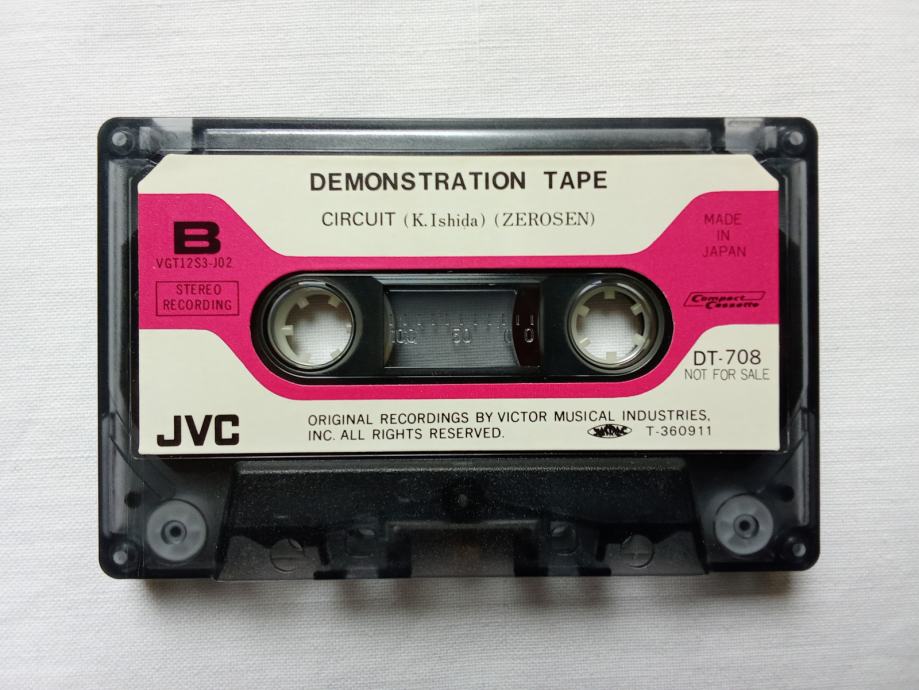 DEMONSTRATION TAPE
CIRCUIT (K.Ishida) (ZEROSEN)
B
VGT12S3-J02
STEREO
RECORDING
MADE
IN
JAPAN
Compact
Cassette
100 50 0
DT-708
NOT FOR SALE
JVC
ORIGINAL RECORDINGS BY VICTOR MUSICAL INDUSTRIES,
INC. ALL RIGHTS RESERVED.
JASRAC T-360911